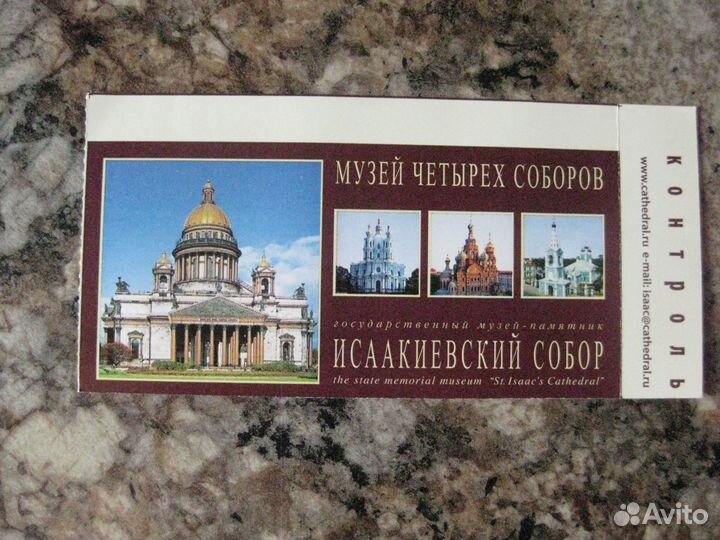 МУЗЕЙ ЧЕТЫРЕХ СОБОРОВ
государственный музей-памятник
ИСААКИЕВСКИЙ СОБОР
the state memorial museum "St.Isaac's Cathedral"
КОНТРОЛЬ
www.cathedral.ru e-mail: isaac@cathedral.ru
Avito